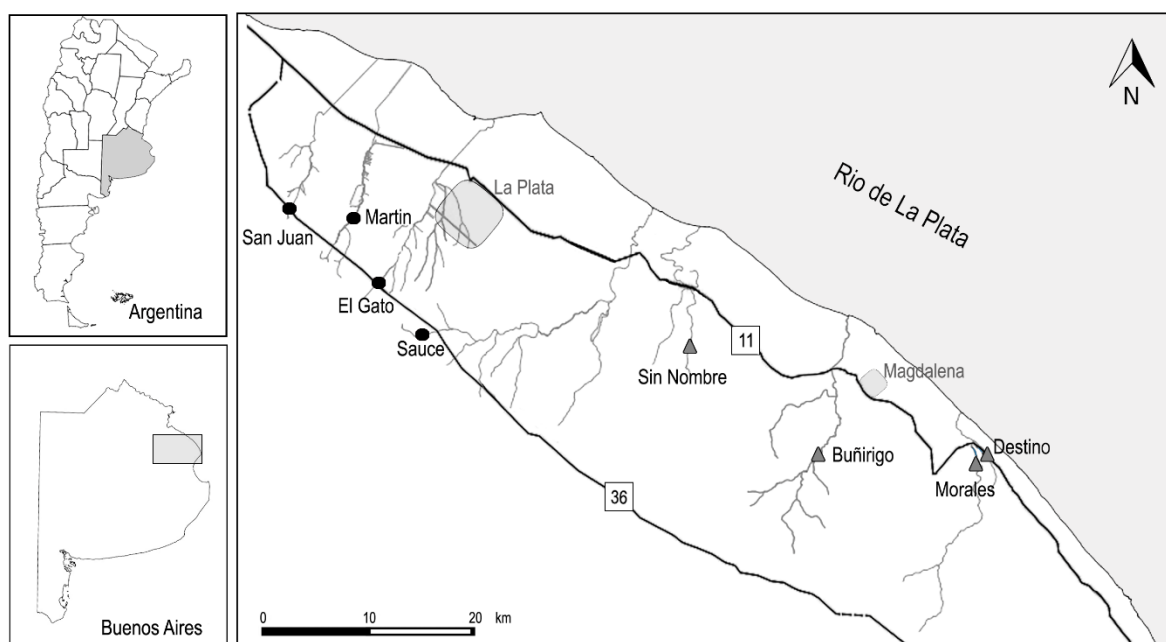 Argentina
Buenos Aires
N
Rio de La Plata
La Plata
San Juan
Martin
El Gato
Sauce
Sin Nombre
11
Magdalena
Buñirigo
Destino
Morales
36
0 10 20 km